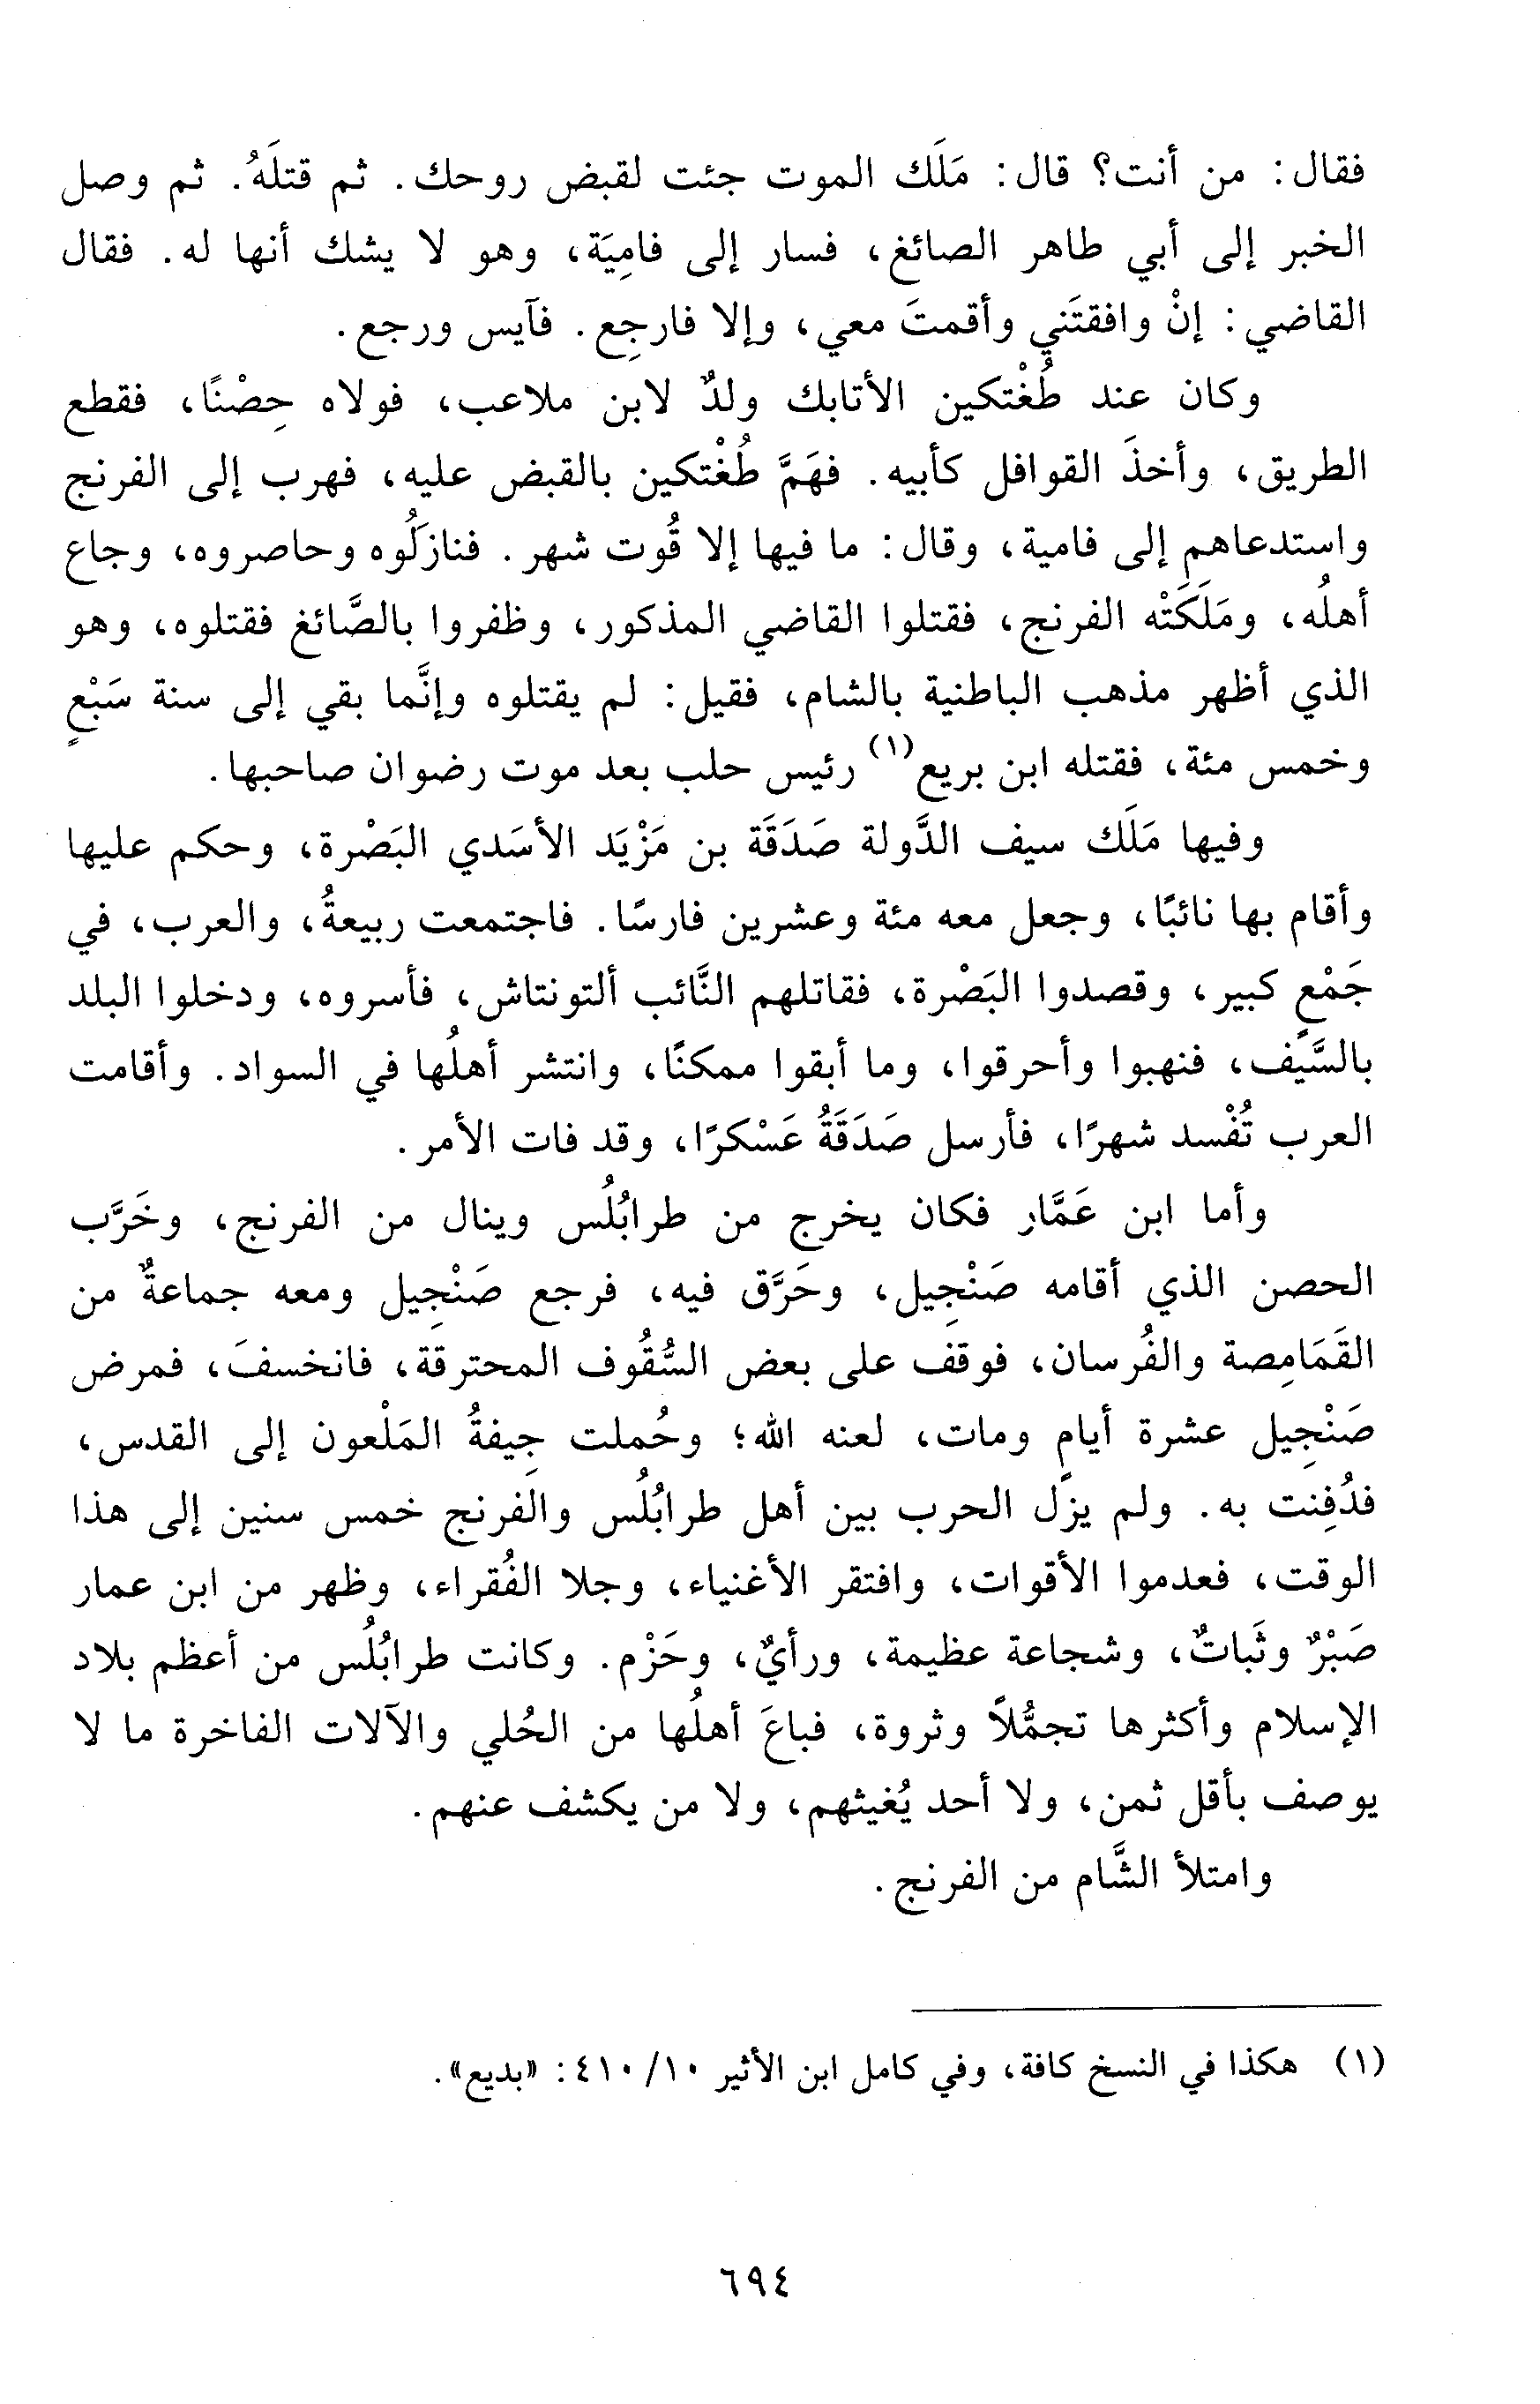 فقال: من أنت؟ قال: مَلَك الموت جئت لقبض روحك. ثم قتلَهُ. ثم وصل
الخبر إلى أبي طاهر الصائغ، فسار إلى فامِيَة، وهو لا يشك أنها له. فقال
القاضي: إنْ وافقتَني وأقمتَ معي، وإلا فارجِع. فآيس ورجع.
وكان عند طُغْتكين الأتابك ولدٌ لابن ملاعب، فولاه حِصْنًا، فقطع
الطريق، وأخذَ القوافل كأبيه. فهَمَّ طُغْتكين بالقبض عليه، فهرب إلى الفرنج
واستدعاهم إلى فامية، وقال: ما فيها إلا قُوت شهر. فنازلُوه وحاصروه، وجاع
أهلُه، ومَلَكَتْه الفرنج، فقتلوا القاضي المذكور، وظفروا بالصَّائغ فقتلوه، وهو
الذي أظهر مذهب الباطنية بالشام، فقيل: لم يقتلوه وإنَّما بقي إلى سنة سَبْعٍ
وخمس مئة، فقتله ابن بريع(١) رئيس حلب بعد موت رضوان صاحبها.
وفيها مَلَك سيف الدَّولة صَدَقَة بن مَزْيَد الأسَدي البَصْرة، وحكم عليها
وأقام بها نائبًا، وجعل معه مئة وعشرين فارسًا. فاجتمعت ربيعةُ، والعرب، في
جَمْعٍ كبير، وقصدوا البَصْرة، فقاتلهم النَّائب ألتونتاش، فأسروه، ودخلوا البلد
بالسَّيف، فنهبوا وأحرقوا، وما أبقوا ممكنًا، وانتشر أهلُها في السواد. وأقامت
العرب تُفْسد شهرًا، فأرسل صَدَقَةُ عَسْكرًا، وقد فات الأمر.
وأما ابن عَمَّار فكان يخرج من طرابُلُس وينال من الفرنج، وخَرَّب
الحصن الذي أقامه صَنْجِيل، وحَرَّق فيه، فرجع صَنْجِيل ومعه جماعةٌ من
القَمَامِصة والفُرسان، فوقف على بعض السُّقُوف المحترقة، فانخسفَ، فمرض
صَنْجِيل عشرة أيامٍ ومات، لعنه الله؛ وحُملت جِيفةُ المَلْعون إلى القدس،
فدُفِنت به. ولم يزل الحرب بين أهل طرابُلُس والفرنج خمس سنين إلى هذا
الوقت، فعدموا الأقوات، وافتقر الأغنياء، وجلا الفُقراء، وظهر من ابن عمار
صَبْرٌ وثَباتٌ، وشجاعة عظيمة، ورأيٌ، وحَزْم. وكانت طرابُلُس من أعظم بلاد
الإسلام وأكثرها تجمُّلاً وثروة، فباعَ أهلُها من الحُلي والآلات الفاخرة ما لا
يوصف بأقل ثمن، ولا أحد يُغيثهم، ولا من يكشف عنهم.
وامتلأ الشَّام من الفرنج.
(١) هكذا في النسخ كافة، وفي كامل ابن الأثير ١٠/ ٤١٠: «بديع».
٦٩٤